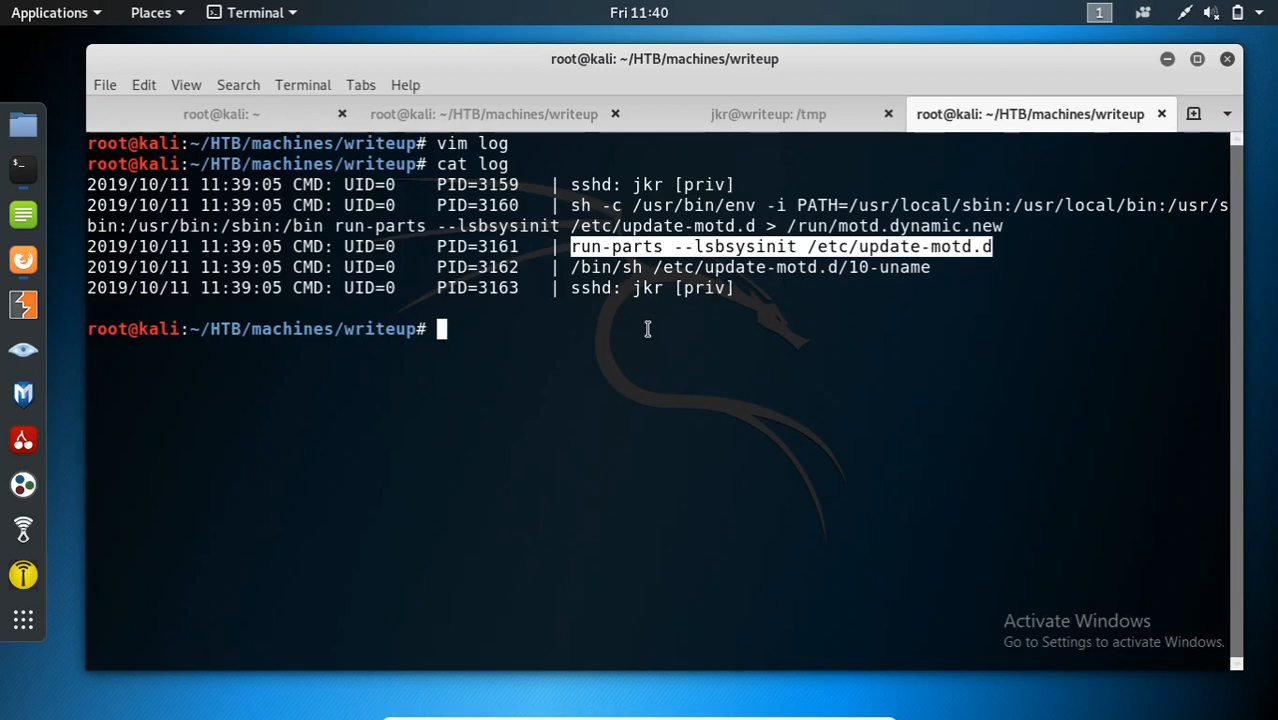 Applications Places Terminal Fri 11:40 1
root@kali: ~/HTB/machines/writeup
File Edit View Search Terminal Tabs Help
root@kali: ~ root@kali: ~/HTB/machines/writeup jkr@writeup: /tmp root@kali: ~/HTB/machines/writeup
root@kali:~/HTB/machines/writeup# vim log
root@kali:~/HTB/machines/writeup# cat log
2019/10/11 11:39:05 CMD: UID=0 PID=3159 | sshd: jkr [priv]
2019/10/11 11:39:05 CMD: UID=0 PID=3160 | sh -c /usr/bin/env -i PATH=/usr/local/sbin:/usr/local/bin:/usr/s
bin:/usr/bin:/sbin:/bin run-parts --lsbsysinit /etc/update-motd.d > /run/motd.dynamic.new
2019/10/11 11:39:05 CMD: UID=0 PID=3161 | run-parts --lsbsysinit /etc/update-motd.d
2019/10/11 11:39:05 CMD: UID=0 PID=3162 | /bin/sh /etc/update-motd.d/10-uname
2019/10/11 11:39:05 CMD: UID=0 PID=3163 | sshd: jkr [priv]
root@kali:~/HTB/machines/writeup#
Activate Windows
Go to Settings to activate Windows.